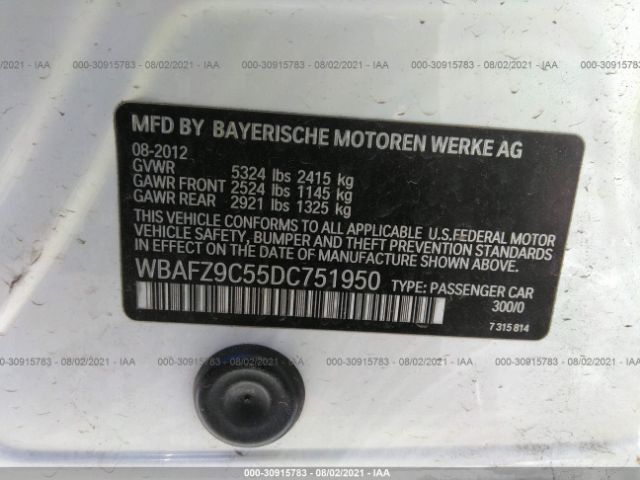 000-30915783 - 08/02/2021 - IAA
MFD BY BAYERISCHE MOTOREN WERKE AG
08-2012
GVWR 5324 lbs 2415 kg
GAWR FRONT 2524 lbs 1145 kg
GAWR REAR 2921 lbs 1325 kg
THIS VEHICLE CONFORMS TO ALL APPLICABLE U.S.FEDERAL MOTOR
VEHICLE SAFETY, BUMPER AND THEFT PREVENTION STANDARDS
IN EFFECT ON THE DATE OF MANUFACTURE SHOWN ABOVE.
WBAFZ9C55DC751950 TYPE: PASSENGER CAR
300/0
7 315 814
000-30915783 - 08/02/2021 - IAA